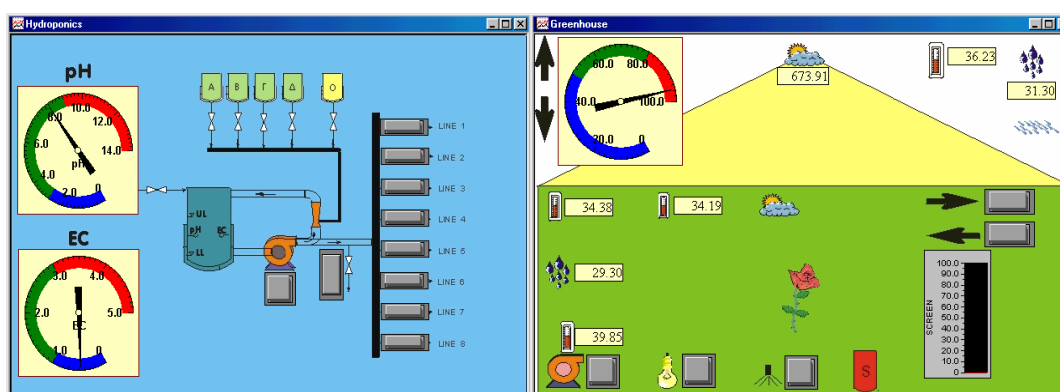 Hydroponics
pH
10.0
8.0
12.0
6.0
14.0
pH
4.0
0
2.0
EC
3.0
4.0
2.0
5.0
EC
1.0
0
Α
Β
Γ
Δ
Ο
UL
pH
EC
LL
LINE 1
LINE 2
LINE 3
LINE 4
LINE 5
LINE 6
LINE 7
LINE 8
Greenhouse
60.0
80.0
40.0
100.0
20.0
0
673.91
36.23
31.30
34.38
34.19
29.30
39.85
S
SCREEN
100.0
90.0
80.0
70.0
60.0
50.0
40.0
30.0
20.0
10.0
0